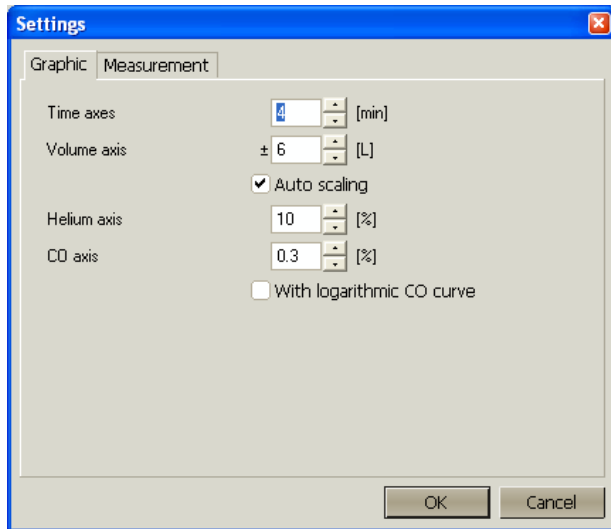 Settings
Graphic Measurement
Time axes 4 [min]
Volume axis ± 6 [L]
Auto scaling
Helium axis 10 [%]
CO axis 0.3 [%]
With logarithmic CO curve
OK Cancel